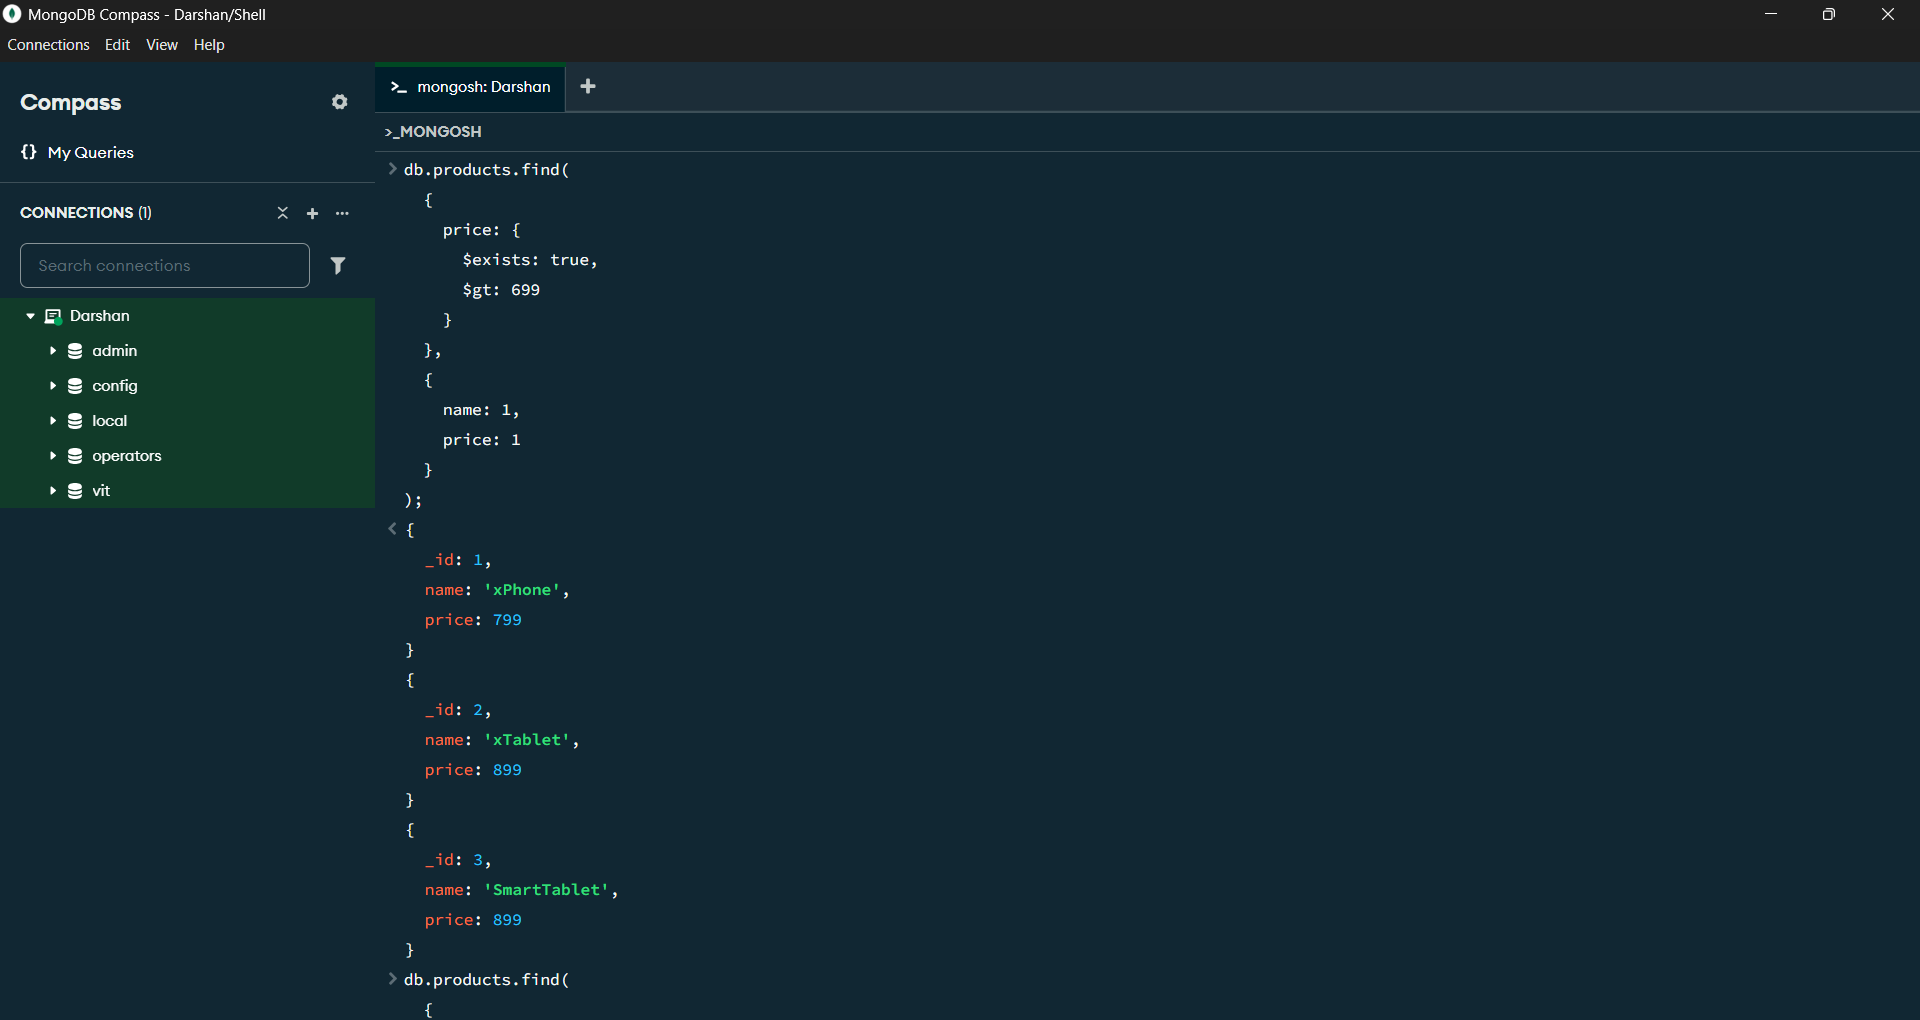 MongoDB Compass - Darshan/Shell
Connections Edit View Help
Compass
{} My Queries
CONNECTIONS (1)
Search connections
Darshan
admin
config
local
operators
vit
>_ mongosh: Darshan
>_MONGOSH
> db.products.find(
{
price: {
$exists: true,
$gt: 699
}
},
{
name: 1,
price: 1
}
);
< {
_id: 1,
name: 'xPhone',
price: 799
}
{
_id: 2,
name: 'xTablet',
price: 899
}
{
_id: 3,
name: 'SmartTablet',
price: 899
}
> db.products.find(
{